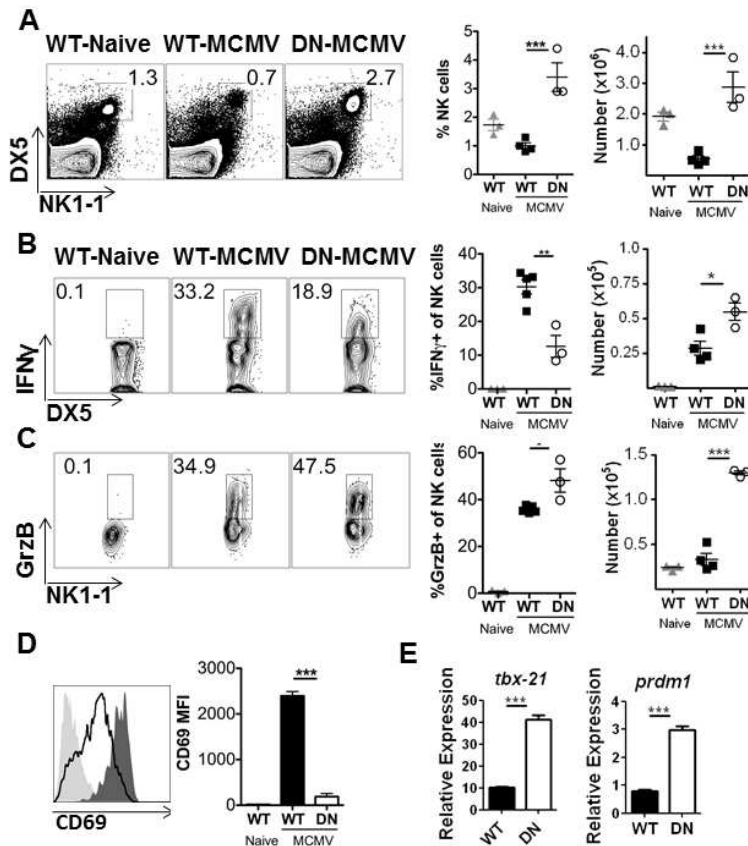 A
WT-Naive WT-MCMV DN-MCMV
1.3 0.7 2.7
DX5
NK1-1
% NK cells
5
4
3
2
1
0
WT WT DN
Naive MCMV
***
Number (x10⁶)
4.0
3.0
2.0
1.0
WT WT DN
Naive MCMV
***
B
WT-Naive WT-MCMV DN-MCMV
0.1 33.2 18.9
IFNγ
DX5
%IFNγ+ of NK cells
40
30
20
10
0
WT WT DN
Naive MCMV
**
Number (x10⁵)
1.0
0.75
0.5
0.25
WT WT DN
Naive MCMV
*
C
0.1 34.9 47.5
GrzB
NK1-1
%GrzB+ of NK cells
60
40
20
0
WT WT DN
Naive MCMV
Number (x10⁵)
1.5
1.0
0.5
WT WT DN
Naive MCMV
***
D
CD69
CD69 MFI
3000
2000
1000
0
WT WT DN
Naive MCMV
***
E
tbx-21
Relative Expression
50
40
30
20
10
***
WT DN
prdm1
Relative Expression
4
3
2
1
0
***
WT DN